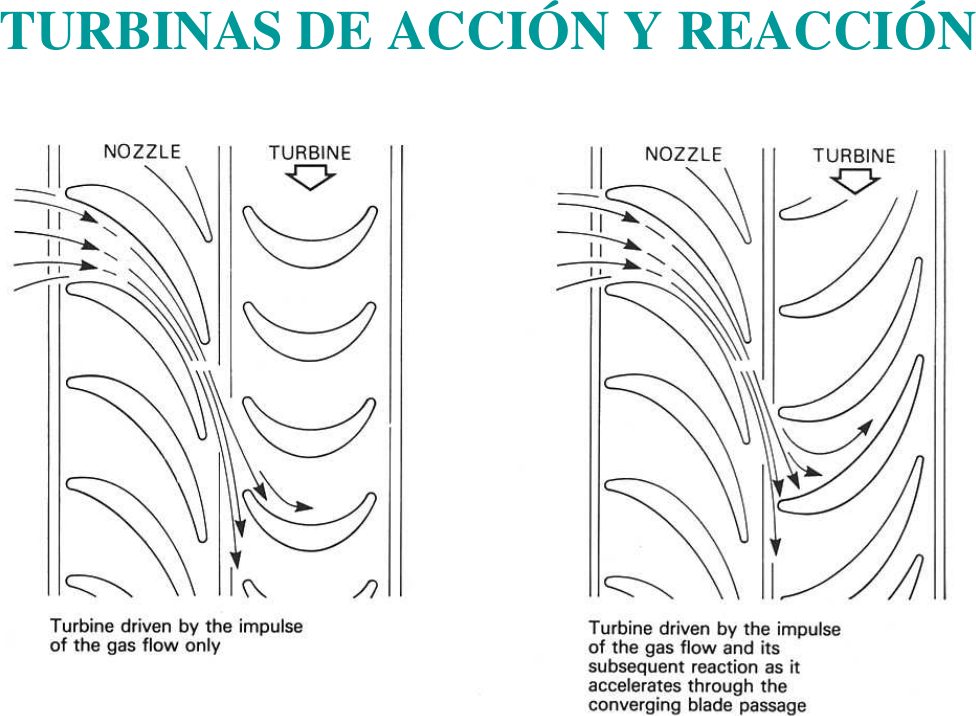 TURBINAS DE ACCIÓN Y REACCIÓN
NOZZLE
TURBINE
Turbine driven by the impulse
of the gas flow only
NOZZLE
TURBINE
Turbine driven by the impulse
of the gas flow and its
subsequent reaction as it
accelerates through the
converging blade passage